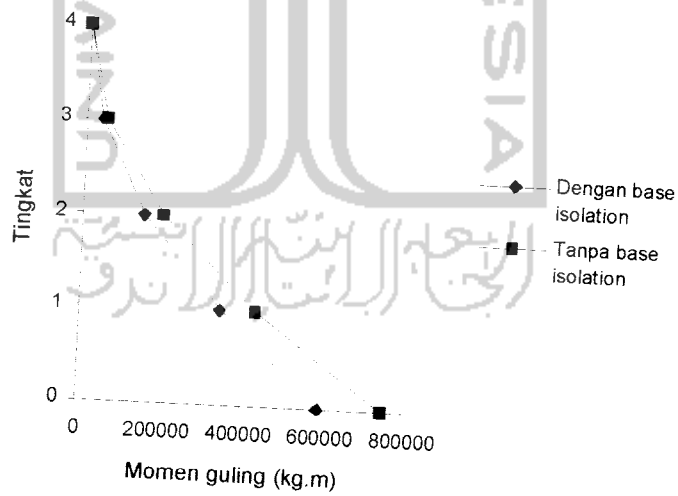 4
3
2
1
0
Tingkat
0 200000 400000 600000 800000
Momen guling (kg.m)
Dengan base
isolation
Tanpa base
isolation